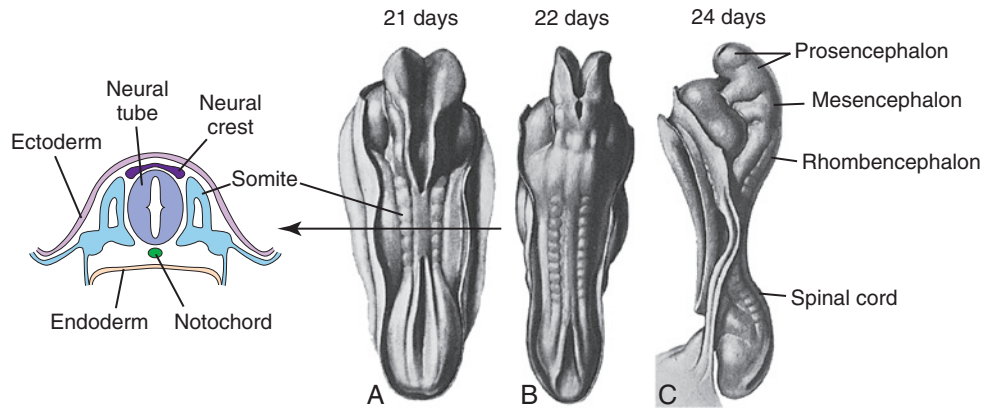 21 days
22 days
24 days
Neural
tube
Neural
crest
Ectoderm
Somite
Endoderm
Notochord
Prosencephalon
Mesencephalon
Rhombencephalon
Spinal cord
A
B
C